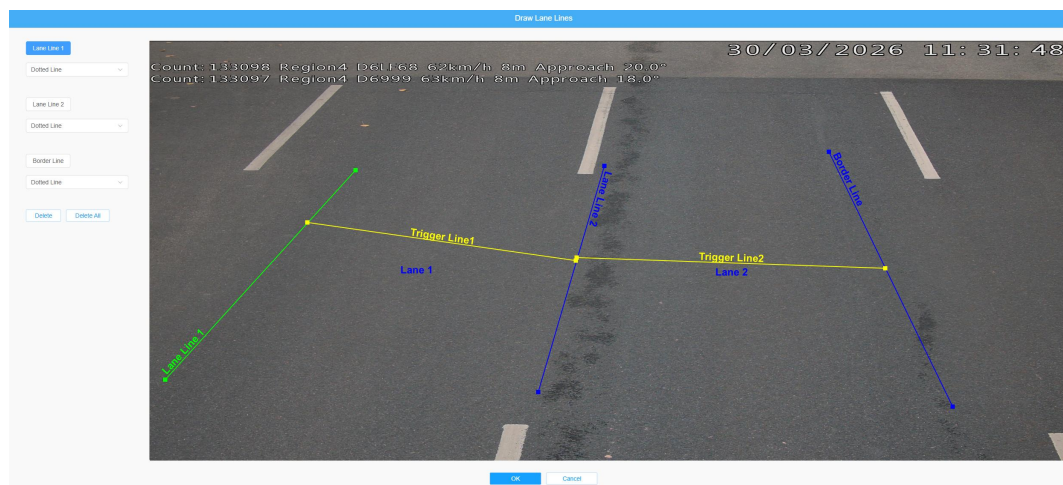 Draw Lane Lines
Lane Line 1
Dotted Line
Lane Line 2
Dotted Line
Border Line
Dotted Line
Delete Delete All
30/03/2026 11:31:48
Count:133098 Region4 D6LF68 62km/h 8m Approach 20.0°
Count:133097 Region4 D6999 63km/h 8m Approach 18.0°
Lane Line 2
Border Line
Trigger Line1
Trigger Line2
Lane 1
Lane 2
Lane Line 1
OK Cancel